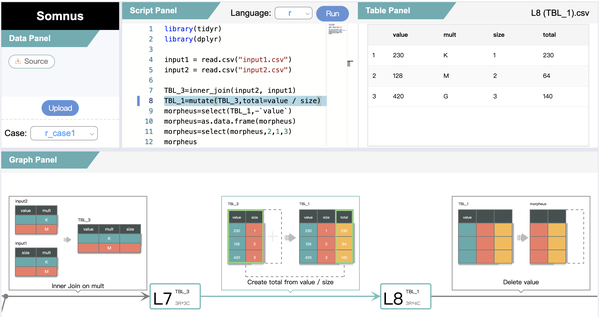 Somnus
Data Panel
Source
Upload
Case: r_case1
Script Panel
Language: r
Run
1 library(tidyr)
2 library(dplyr)
3
4 input1 = read.csv("input1.csv")
5 input2 = read.csv("input2.csv")
6
7 TBL_3=inner_join(input2, input1)
8 TBL_1=mutate(TBL_3,total=value / size)
9 morpheus=select(TBL_1,-`value`)
10 morpheus=as.data.frame(morpheus)
11 morpheus=select(morpheus,2,1,3)
12 morpheus
Table Panel
L8 (TBL_1).csv
value mult size total
1 230 K 1 230
2 128 M 2 64
3 420 G 3 140
Graph Panel
input2
value mult
K
M
input1
size mult
K
M
TBL_3
value mult size
K
M
Inner Join on mult
L7
TBL_3
3R*3C
TBL_3
value size
230 1
128 2
420 3
TBL_1
value size total
230 1 230
128 2 64
420 3 140
Create total from value / size
L8
TBL_1
3R*4C
TBL_1
value
morpheus
Delete value